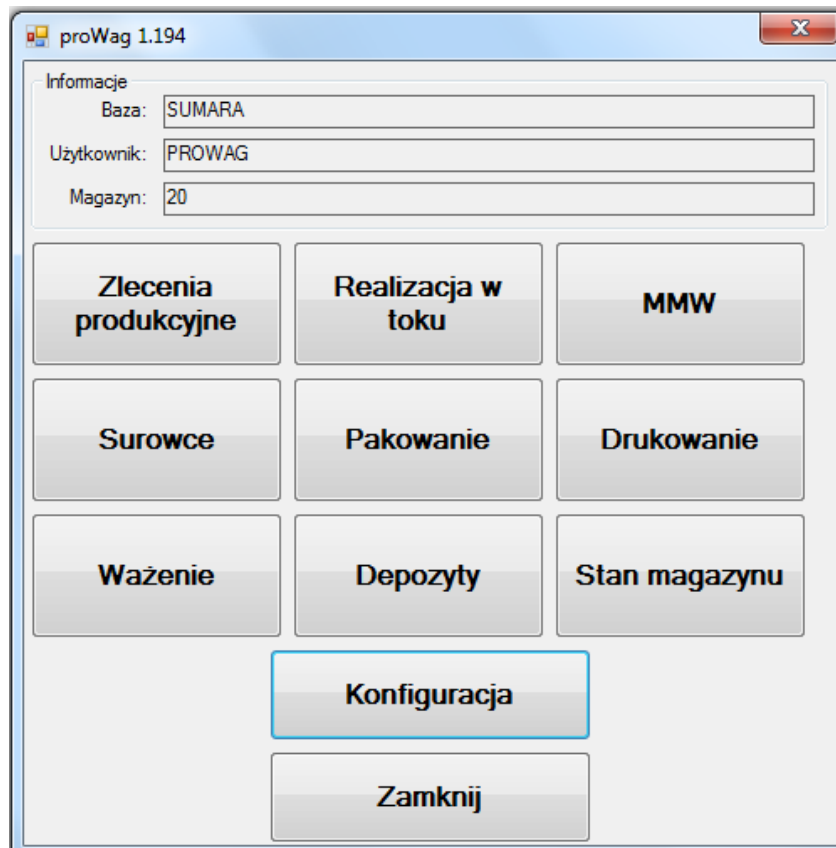 proWag 1.194
Informacje
Baza: SUMARA
Użytkownik: PROWAG
Magazyn: 20
Zlecenia
produkcyjne
Realizacja w
toku
MMW
Surowce
Pakowanie
Drukowanie
Ważenie
Depozyty
Stan magazynu
Konfiguracja
Zamknij